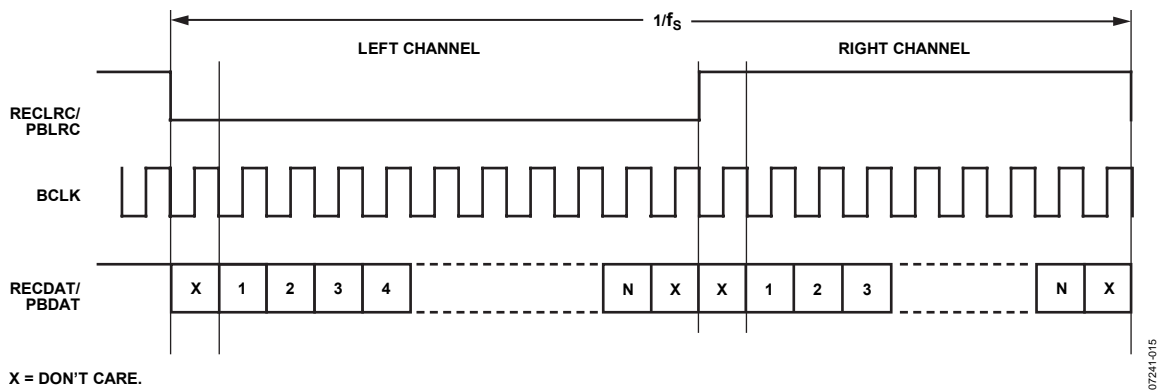 1/fS
LEFT CHANNEL
RIGHT CHANNEL
RECLRC/
PBLRC
BCLK
RECDAT/
PBDAT
X 1 2 3 4 N X X 1 2 3 N X
X = DON'T CARE.
07241-015